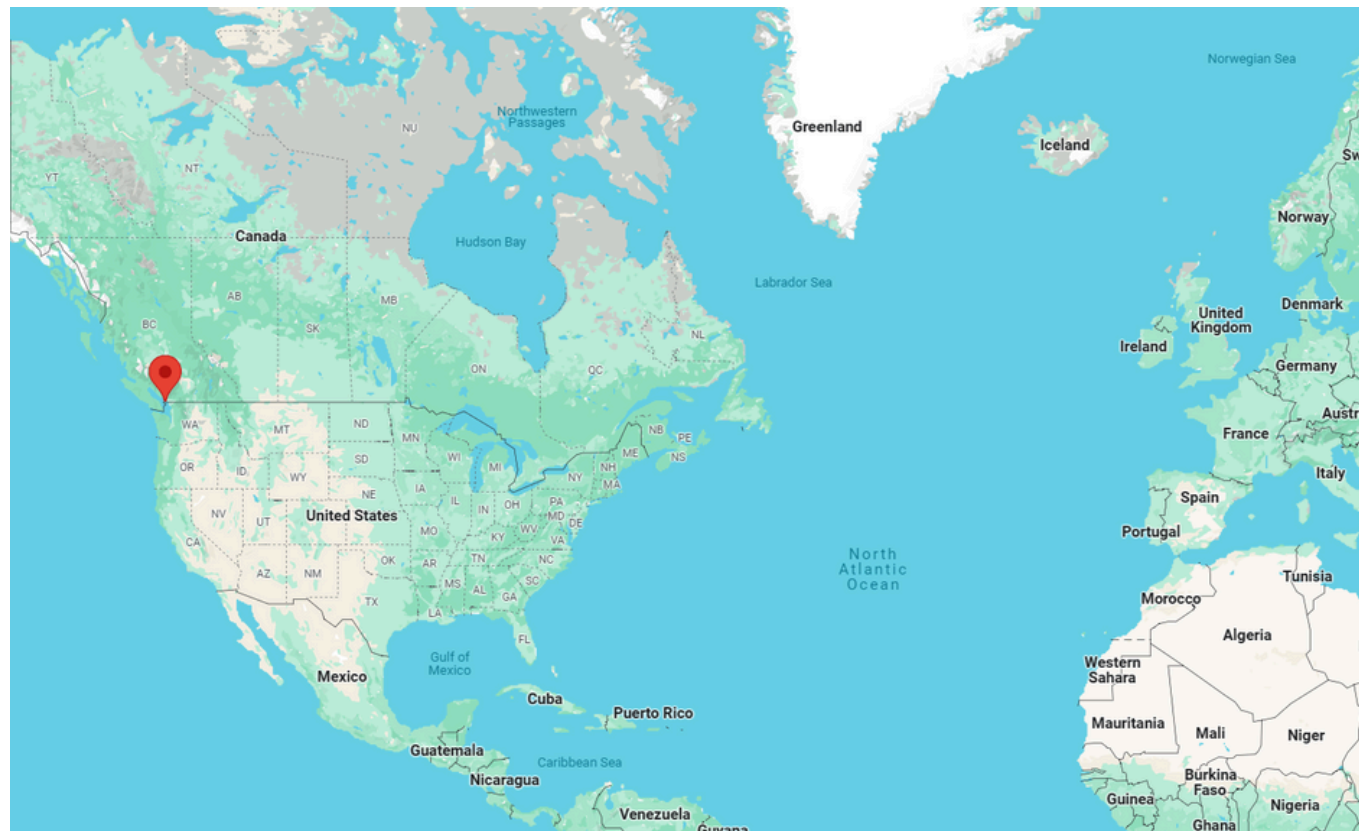 Norwegian Sea
Greenland
Northwestern
Passages
NU
Iceland
Sw
YT
NT
Norway
Canada
Hudson Bay
Labrador Sea
AB
MB
BC
SK
NL
Denmark
United
Kingdom
Ireland
Germany
ON
QC
Austr
WA
MT
ND
MN
NB
PE
France
ME
NS
WI
SD
OR
ID
MI
NH
NY
MA
Italy
WY
NE
IA
IL
IN
OH
PA
MD
DE
Spain
NV
UT
United States
MO
KY
WV
VA
Portugal
CA
CO
OK
AR
TN
NC
North
Atlantic
Ocean
AZ
NM
MS
AL
GA
SC
Tunisia
TX
LA
Morocco
FL
Algeria
Gulf of
Mexico
Western
Sahara
Mexico
Cuba
Puerto Rico
Mauritania
Mali
Niger
Guatemala
Caribbean Sea
Nicaragua
Burkina
Faso
Guinea
Nigeria
Venezuela
Guyana
Ghana